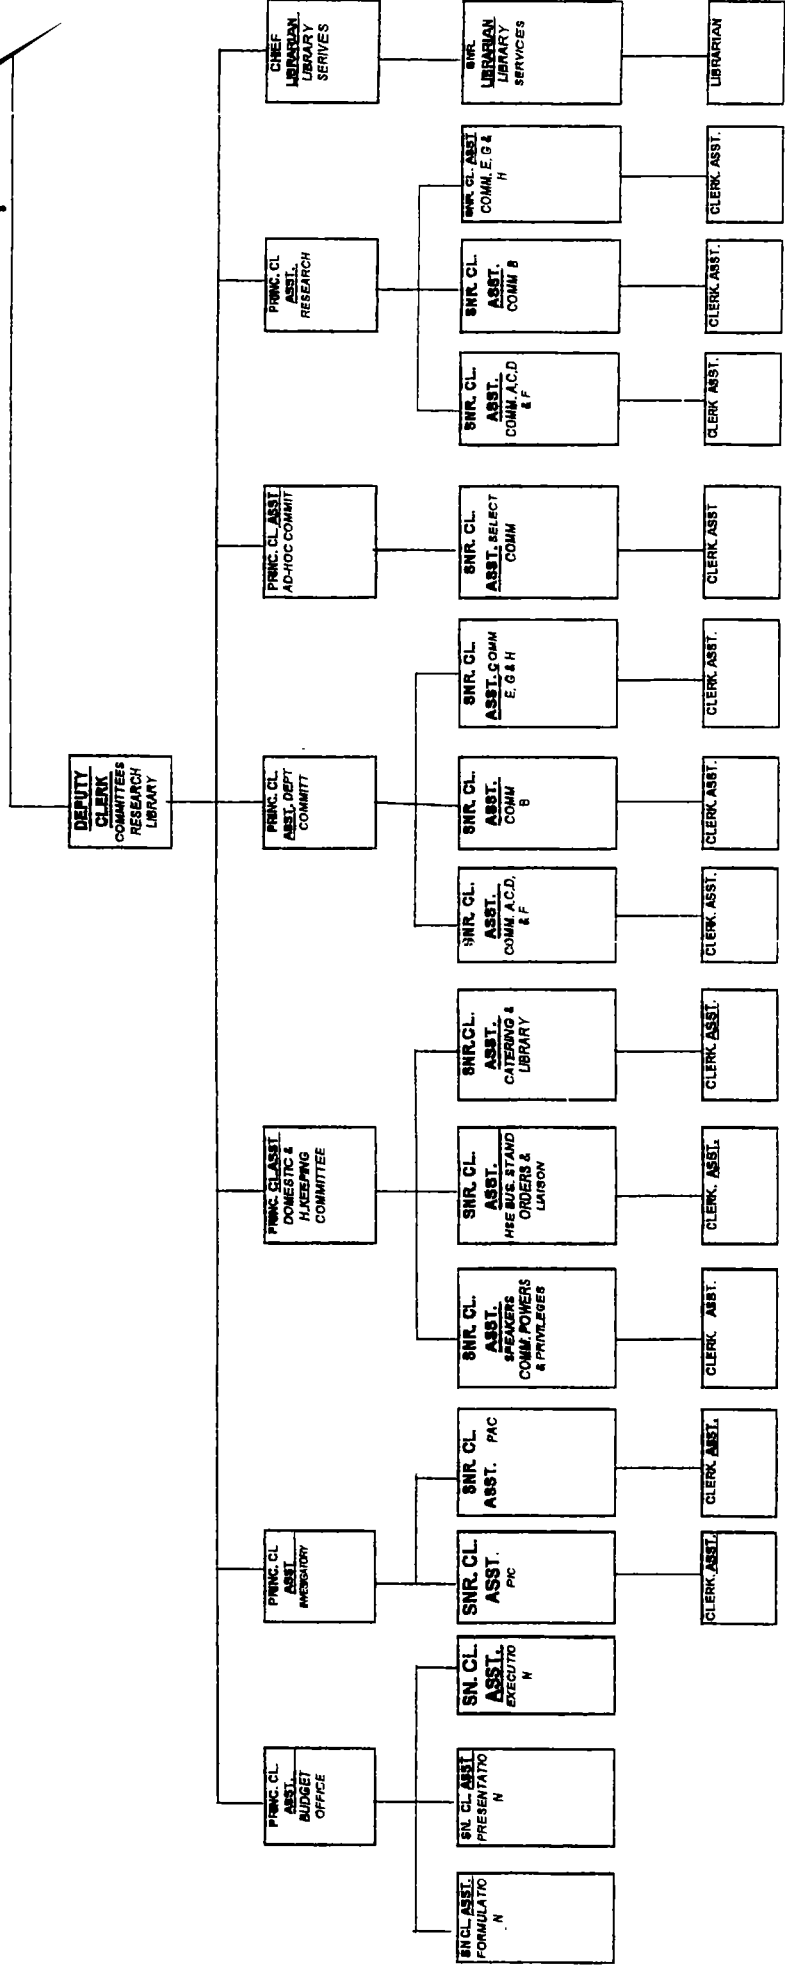 DEPUTY
CLERK
COMMITTEES
RESEARCH
LIBRARY
PRINC. CL.
ASST.
BUDGET
OFFICE
PRINC. CL
ASST
INVESIGATORY
PRINC. CL.ASST
DOMESTIC &
H.KEEPING
COMMITTEE
PRINC. CL.
ASST. DEPT
COMMITT
PRINC. CL.ASST
AD-HOC COMMIT
PRINC. CL
ASST.
RESEARCH
CHIEF
LIBRARIAN
LIBRARY
SERIVES
SN CL. ASST.
FORMULATIO
N
SN. CL. ASST
PRESENTATIO
N
SN. CL.
ASST.
EXECUTIO
N
SNR. CL.
ASST.
PIC
SNR. CL.
ASST. PAC
SNR. CL.
ASST.
SPEAKERS
COMM. POWERS
& PRIVILEGES
SNR. CL.
ASST.
HSE BUS. STAND
ORDERS &
LIAISON
SNR.CL.
ASST.
CATERING &
LIBRARY
SNR. CL.
ASST.
COMM. A.C.D,
& F
SNR. CL.
ASST.
COMM
B
SNR. CL.
ASST. COMM
E, G & H
SNR. CL.
ASST. SELECT
COMM
SNR. CL.
ASST.
COMM. A.C.D
& F
SNR. CL.
ASST.
COMM B
SNR. CL. ASST
COMM. E, G &
H
SNR.
LIBRARIAN
LIBRARY
SERVICES
CLERK. ASST.
CLERK. ASST.
CLERK. ASST.
CLERK. ASST.
CLERK. ASST.
CLERK. ASST.
CLERK. ASST.
CLERK. ASST.
CLERK. ASST
CLERK ASST.
CLERK. ASST.
CLERK. ASST.
LIBRARIAN